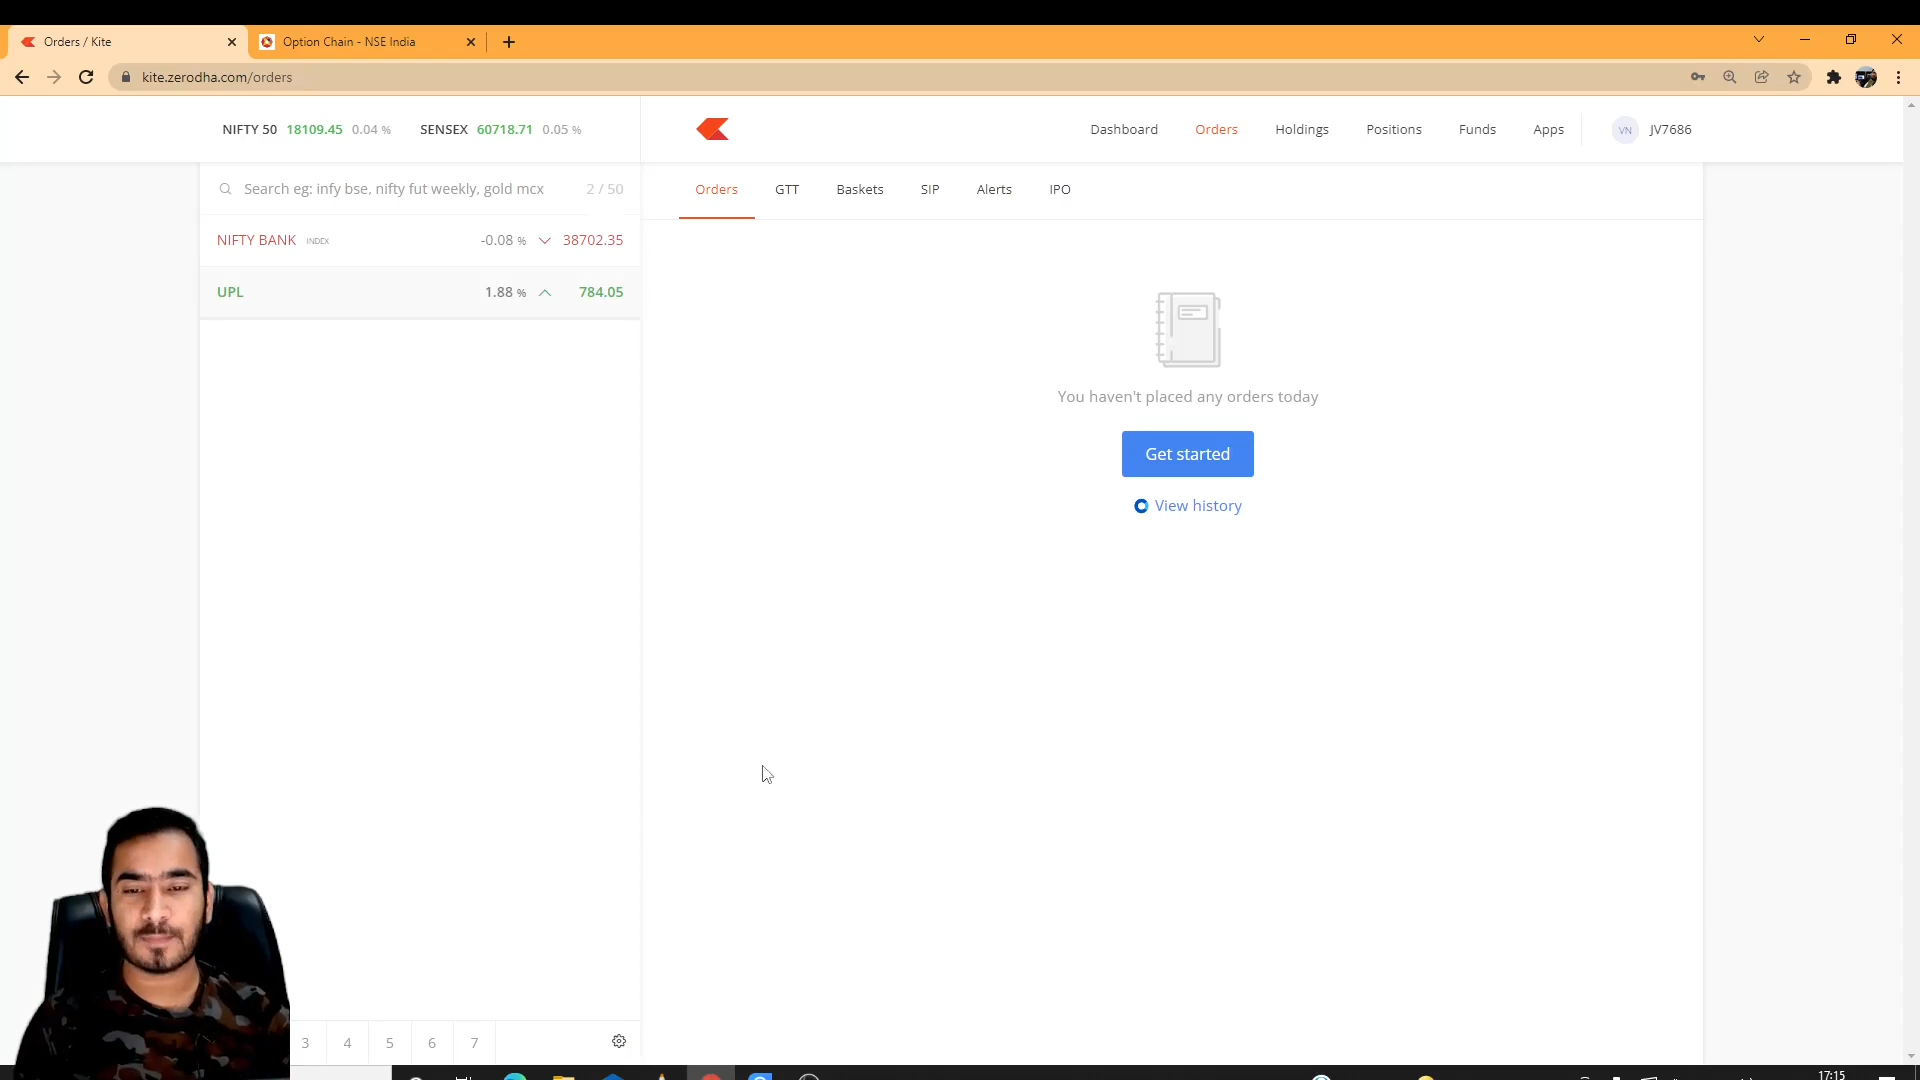 Orders / Kite
Option Chain - NSE India
kite.zerodha.com/orders
NIFTY 50 18109.45 0.04 % SENSEX 60718.71 0.05 %
Dashboard Orders Holdings Positions Funds Apps VN JV7686
Search eg: infy bse, nifty fut weekly, gold mcx 2 / 50
Orders GTT Baskets SIP Alerts IPO
NIFTY BANK INDEX -0.08 % 38702.35
UPL 1.88 % 784.05
You haven't placed any orders today
Get started
View history
3 4 5 6 7
17:15